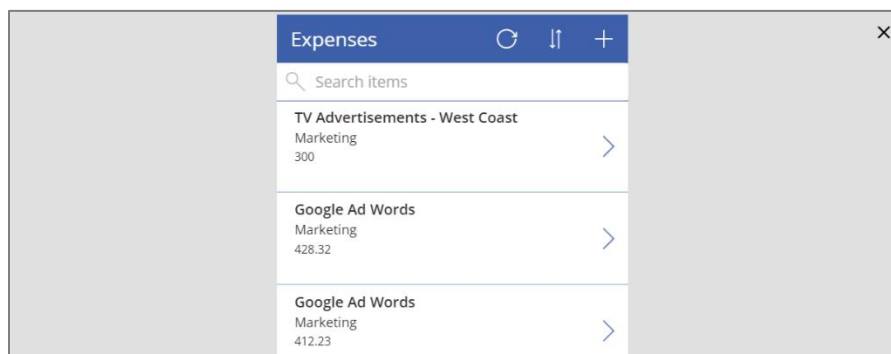 Expenses
Search items
TV Advertisements - West Coast
Marketing
300
Google Ad Words
Marketing
428.32
Google Ad Words
Marketing
412.23